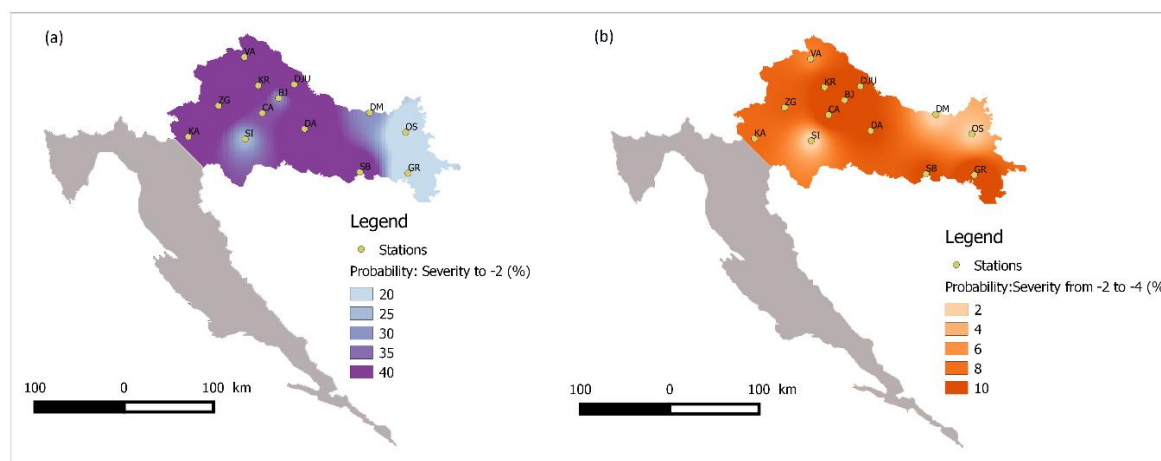 (a)
VA
KR
DJU
BJ
ZG
CA
DM
DA
OS
KA
SI
SB
GR
Legend
Stations
Probability: Severity to -2 (%)
20
25
30
35
40
100 0 100 km
(b)
VA
KR
DJU
BJ
ZG
CA
DM
DA
OS
KA
SI
SB
GR
Legend
Stations
Probability:Severity from -2 to -4 (%
2
4
6
8
10
100 0 100 km